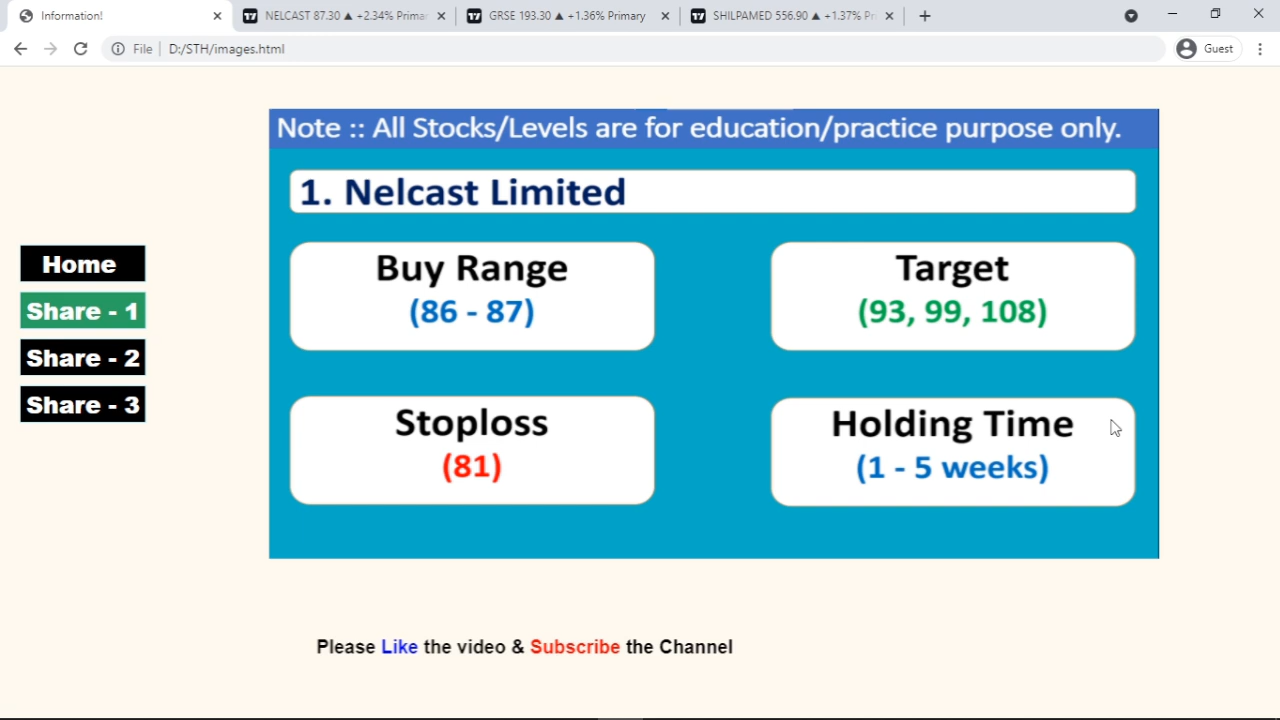 Information!
NELCAST 87.30 ▲ +2.34% Primar
GRSE 193.30 ▲ +1.36% Primary
SHILPAMED 556.90 ▲ +1.37% Pr
File | D:/STH/images.html
Guest
Note :: All Stocks/Levels are for education/practice purpose only.
1. Nelcast Limited
Home
Share - 1
Share - 2
Share - 3
Buy Range
(86 - 87)
Target
(93, 99, 108)
Stoploss
(81)
Holding Time
(1 - 5 weeks)
Please Like the video & Subscribe the Channel